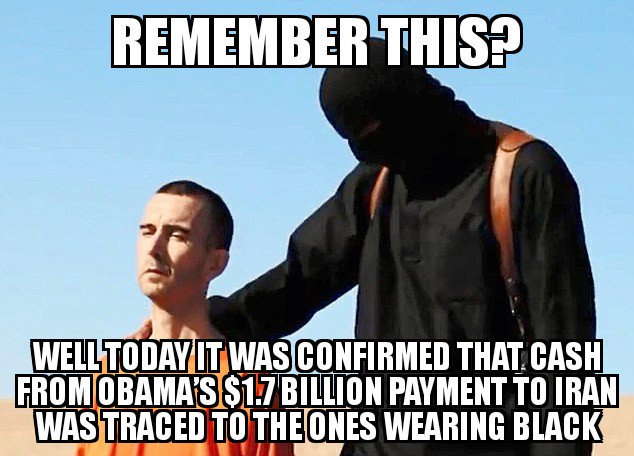 REMEMBER THIS?
WELL TODAY IT WAS CONFIRMED THAT CASH
FROM OBAMA'S $1.7 BILLION PAYMENT TO IRAN
WAS TRACED TO THE ONES WEARING BLACK